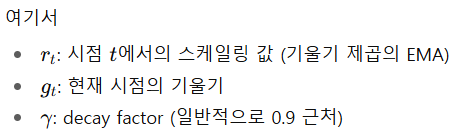 여기서
• rₜ: 시점 t에서의 스케일링 값 (기울기 제곱의 EMA)
• gₜ: 현재 시점의 기울기
• γ: decay factor (일반적으로 0.9 근처)